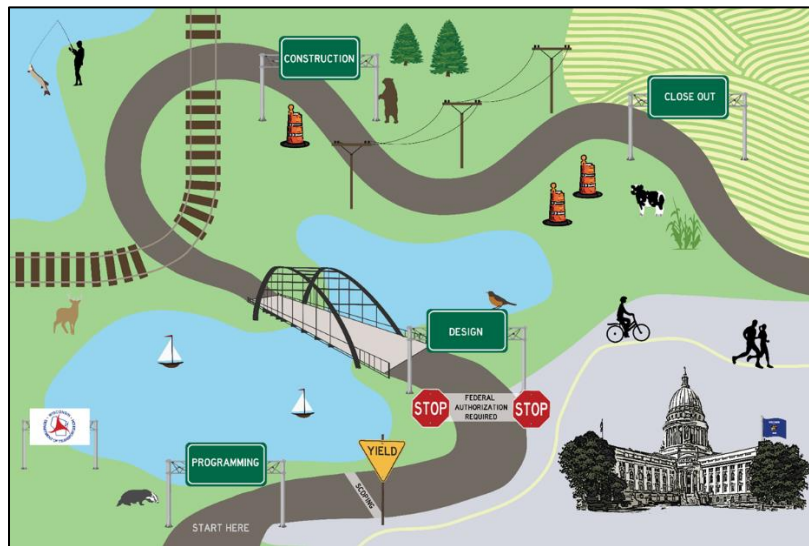 CONSTRUCTION
CLOSE OUT
DESIGN
STOP
FEDERAL
AUTHORIZATION
REQUIRED
STOP
YIELD
PROGRAMMING
SCOPING
START HERE